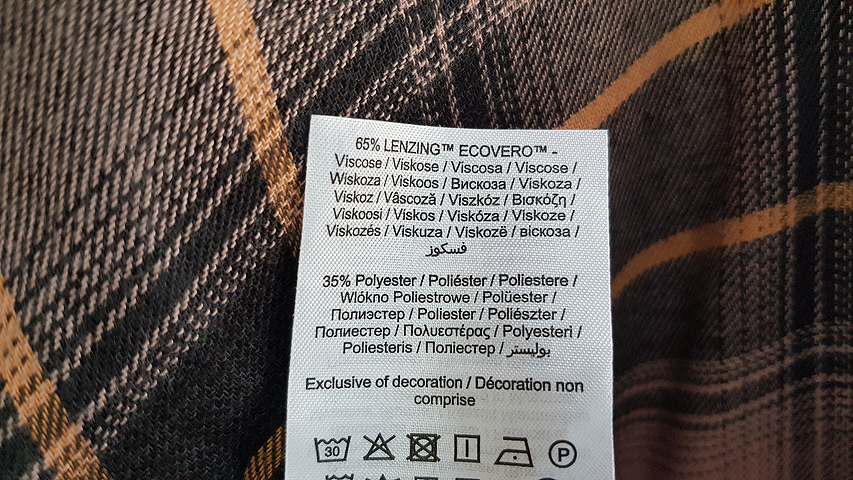 65% LENZING™ ECOVERO™ -
Viscose / Viskose / Viscosa / Viscose /
Wiskoza / Viskoos / Вискоза / Viskoza /
Viskoz / Vâscoză / Viszkóz / Βισκόζη /
Viskoosi / Viskos / Viskóza / Viskoze /
Viskozės / Viskuza / Viskozë / віскоза /
فسكوز
35% Polyester / Poliéster / Poliestere /
Wlókno Poliestrowe / Polüester /
Полиэстер / Poliester / Poliészter /
Полиестер / Πολυεστέρας / Polyesteri /
Poliesteris / Поліестер / بوليستر
Exclusive of decoration / Décoration non
comprise
30 P